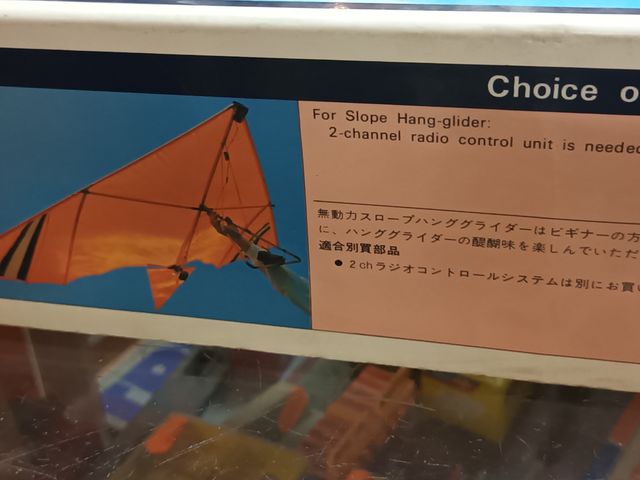 Choice o
For Slope Hang-glider:
2-channel radio control unit is needed
無動力スロープハンググライダーはビギナーの方
に、ハンググライダーの醍醐味を楽しんでいただ
適合別買部品
● 2 chラジオコントロールシステムは別にお買い